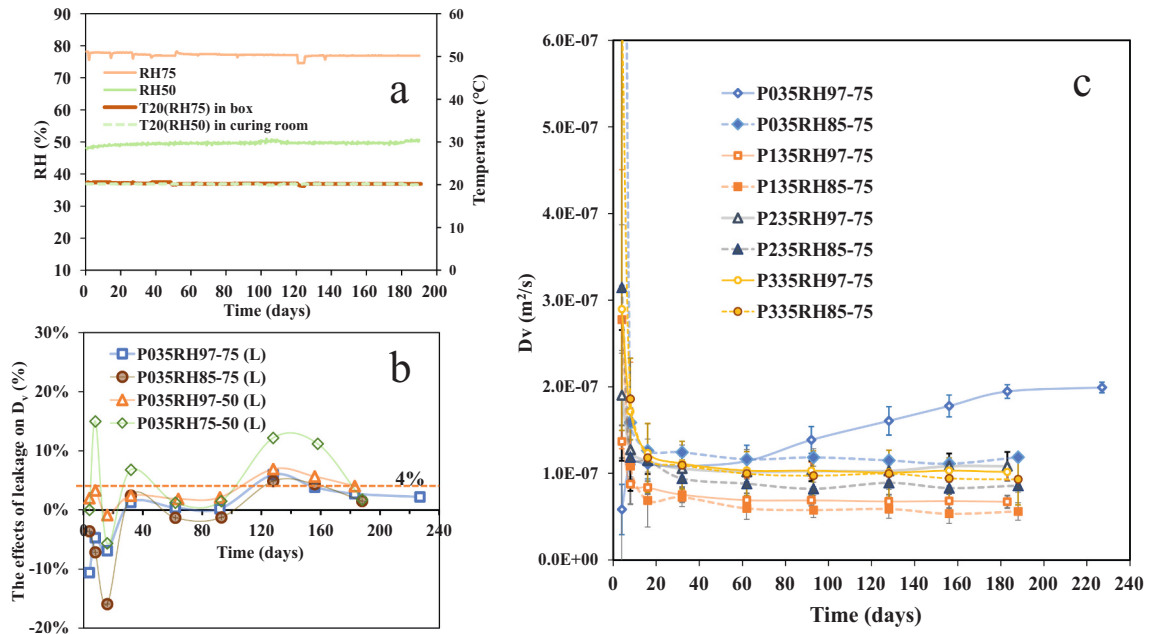 RH (%)
90
80
70
60
50
40
30
20
10
0 20 40 60 80 100 120 140 160 180 200
Time (days)
60
50
40
30
20
10
0
Temperature (°C)
RH75
RH50
T20(RH75) in box
T20(RH50) in curing room
a
The effects of leakage on Dv (%)
30%
20%
10%
0%
-10%
-20%
0 40 80 120 160 200 240
Time (days)
P035RH97-75 (L)
P035RH85-75 (L)
P035RH97-50 (L)
P035RH75-50 (L)
b
4%
Dv (m²/s)
6.0E-07
5.0E-07
4.0E-07
3.0E-07
2.0E-07
1.0E-07
0.0E+00
0 20 40 60 80 100 120 140 160 180 200 220 240
Time (days)
c
P035RH97-75
P035RH85-75
P135RH97-75
P135RH85-75
P235RH97-75
P235RH85-75
P335RH97-75
P335RH85-75